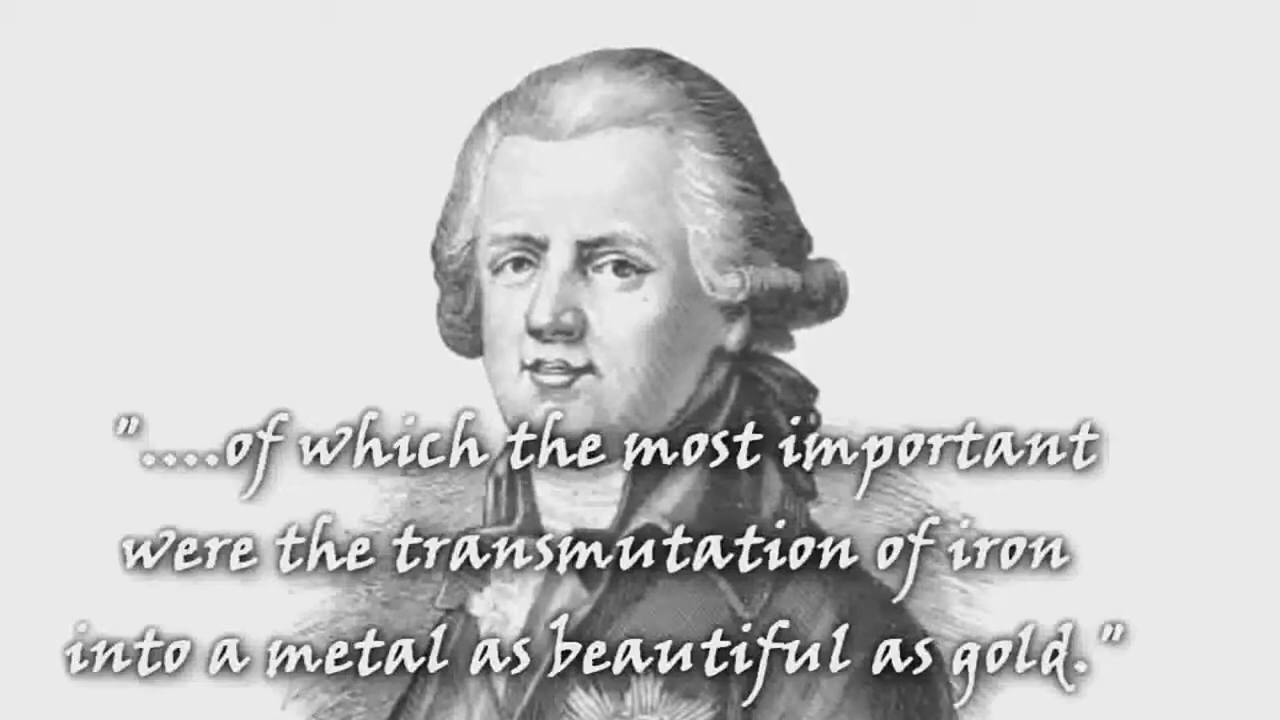 "....of which the most important
were the transmutation of iron
into a metal as beautiful as gold."